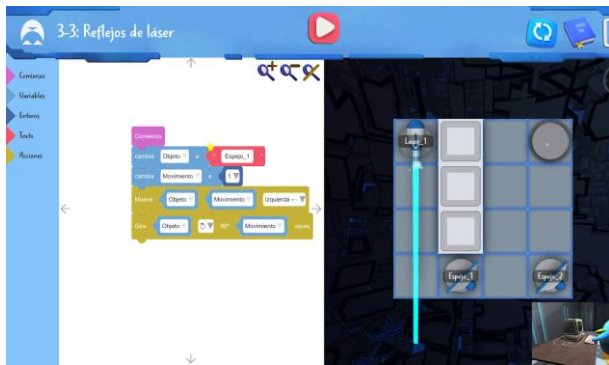 3-3: Reflejos de láser
Comienzo
Variables
Enteros
Texto
Acciones
Comienzo
cambia Objeto a " Espejo_1 "
cambia Movimiento a 1
Mueve Objeto Movimiento Izquierda
Gira Objeto 90° Movimiento veces
Laser_1
Espejo_1
Espejo_2